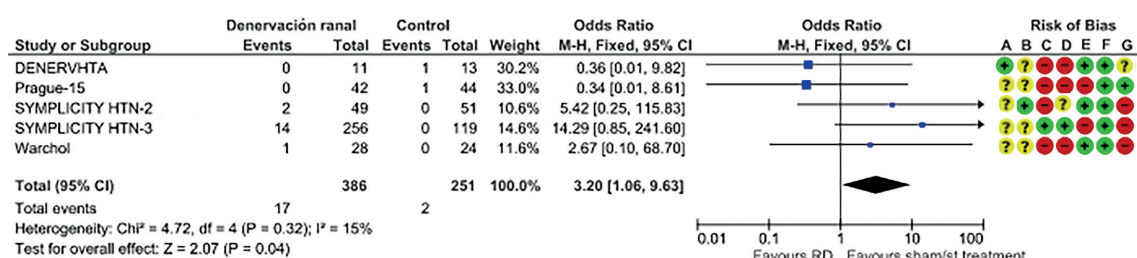 Denervación ranal Control Odds Ratio Odds Ratio Risk of Bias
Study or Subgroup Events Total Events Total Weight M-H, Fixed, 95% CI M-H, Fixed, 95% CI A B C D E F G
DENERVHTA 0 11 1 13 30.2% 0.36 [0.01, 9.82] + ? - - + + ?
Prague-15 0 42 1 44 33.0% 0.34 [0.01, 8.61] ? ? - - - + +
SYMPLICITY HTN-2 2 49 0 51 10.6% 5.42 [0.25, 115.83] ? + - ? - + -
SYMPLICITY HTN-3 14 256 0 119 14.6% 14.29 [0.85, 241.60] ? ? + + - + -
Warchol 1 28 0 24 11.6% 2.67 [0.10, 68.70] ? ? - - + + -
Total (95% CI) 386 251 100.0% 3.20 [1.06, 9.63]
Total events 17 2
Heterogeneity: Chi² = 4.72, df = 4 (P = 0.32); I² = 15%
Test for overall effect: Z = 2.07 (P = 0.04)
0.01 0.1 1 10 100
Favours RD Favours sham/st treatment